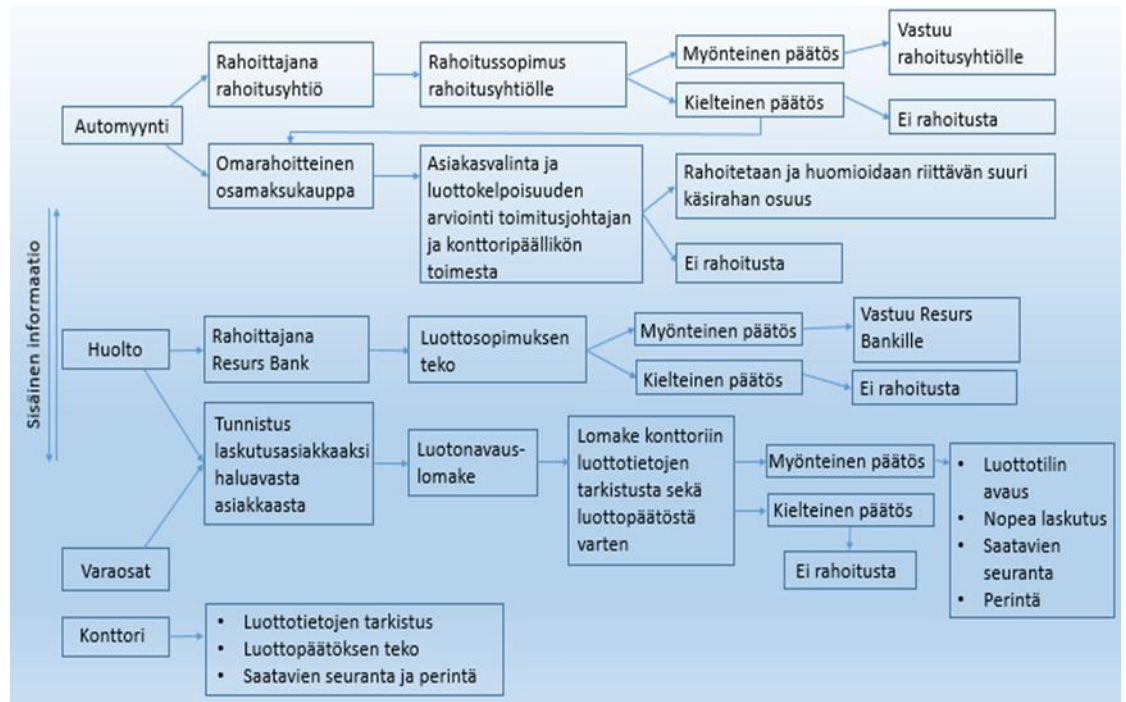 Automyynti
Rahoittajana
rahoitusyhtiö
Rahoitussopimus
rahoitusyhtiölle
Myönteinen päätös
Vastuu
rahoitusyhtiölle
Kielteinen päätös
Ei rahoitusta
Omarahoitteinen
osamaksukauppa
Asiakasvalinta ja
luottokelpoisuuden
arviointi toimitusjohtajan
ja konttoripäällikön
toimesta
Rahoitetaan ja huomioidaan riittävän suuri
käsirahan osuus
Ei rahoitusta
Sisäinen informaatio
Huolto
Rahoittajana
Resurs Bank
Luottosopimuksen
teko
Myönteinen päätös
Vastuu Resurs
Bankille
Kielteinen päätös
Ei rahoitusta
Tunnistus
laskutusasiakkaaksi
haluavasta
asiakkaasta
Luotonavaus-
lomake
Lomake konttoriin
luottotietojen
tarkistusta sekä
luottopäätöstä
varten
Myönteinen päätös
• Luottotilin
avaus
• Nopea laskutus
• Saatavien
seuranta
• Perintä
Kielteinen päätös
Ei rahoitusta
Varaosat
Konttori
• Luottotietojen tarkistus
• Luottopäätöksen teko
• Saatavien seuranta ja perintä